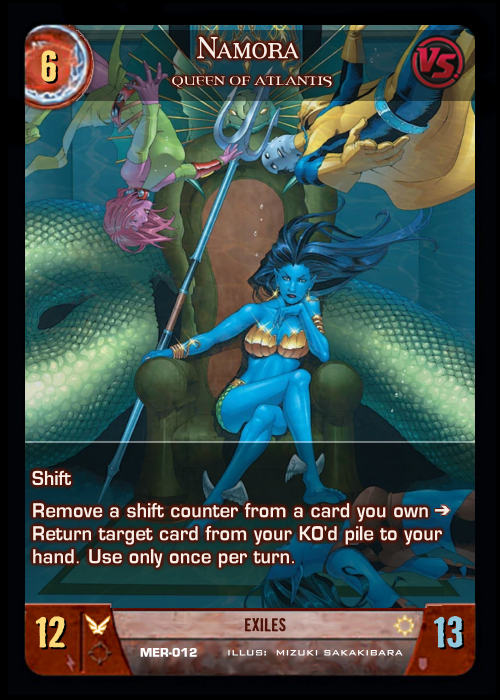 6
NAMORA
VS
QUEEN OF ATLANTIS
Shift
Remove a shift counter from a card you own ➔
Return target card from your KO'd pile to your
hand. Use only once per turn.
12
EXILES
13
MER-012 ILLUS: MIZUKI SAKAKIBARA